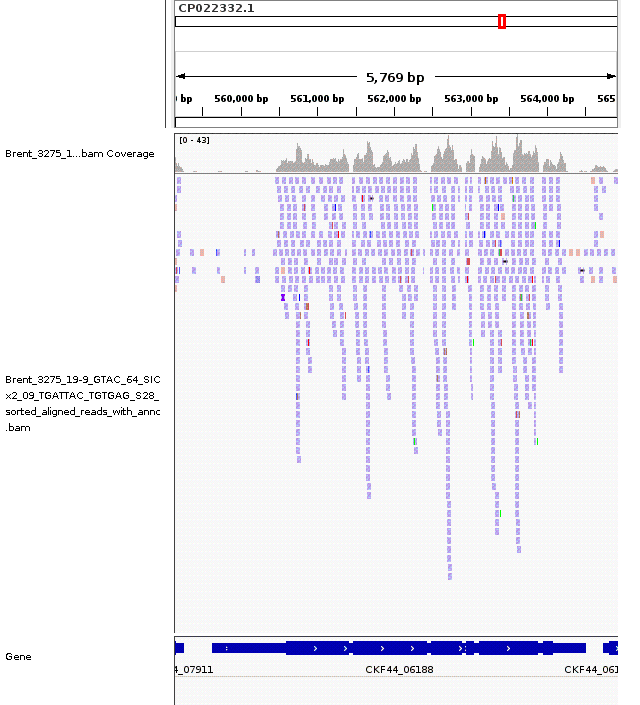 CP022332.1
5,769 bp
bp 560,000 bp 561,000 bp 562,000 bp 563,000 bp 564,000 bp 565
[0 - 43]
Brent_3275_1...bam Coverage
Brent_3275_19-9_GTAC_64_SIC
x2_09_TGATTAC_TGTGAG_S28_
sorted_aligned_reads_with_annc
.bam
Gene
4_07911 CKF44_06188 CKF44_061